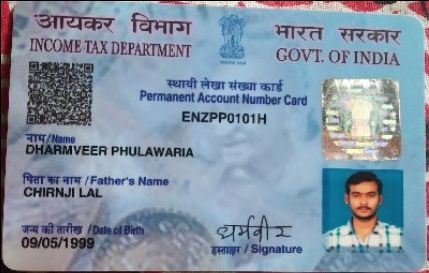 आयकर विभाग
INCOME TAX DEPARTMENT
भारत सरकार
GOVT. OF INDIA
स्थायी लेखा संख्या कार्ड
Permanent Account Number Card
ENZPP0101H
नाम/Name
DHARMVEER PHULAWARIA
पिता का नाम / Father's Name
CHIRNJI LAL
जन्म की तारीख / Date of Birth
09/05/1999
धर्मवीर
हस्ताक्षर / Signature